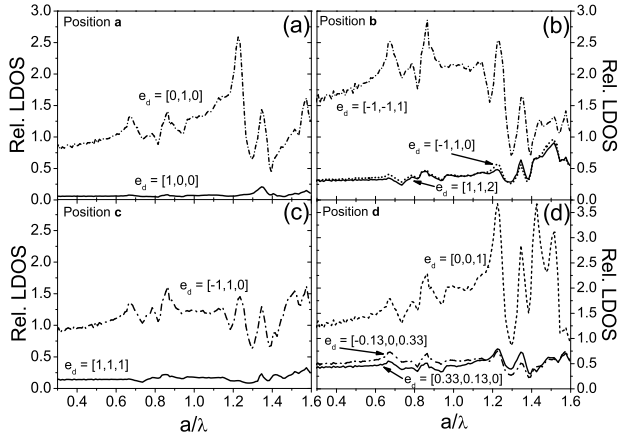 Position a
(a)
Rel. LDOS
3.0
2.5
2.0
1.5
1.0
0.5
0.0
e_d = [0,1,0]
e_d = [1,0,0]
Position b
(b)
3.0
2.5
2.0
1.5
1.0
0.5
0.0
Rel. LDOS
e_d = [-1,-1,1]
e_d = [-1,1,0]
e_d = [1,1,2]
Position c
(c)
Rel. LDOS
2.5
2.0
1.5
1.0
0.5
0.0
e_d = [-1,1,0]
e_d = [1,1,1]
0.4 0.6 0.8 1.0 1.2 1.4 1.6
a/λ
Position d
(d)
3.5
3.0
2.5
2.0
1.5
1.0
0.5
0.0
Rel. LDOS
e_d = [0,0,1]
e_d = [-0.13,0,0.33]
e_d = [0.33,0.13,0]
0.4 0.6 0.8 1.0 1.2 1.4 1.6
a/λ